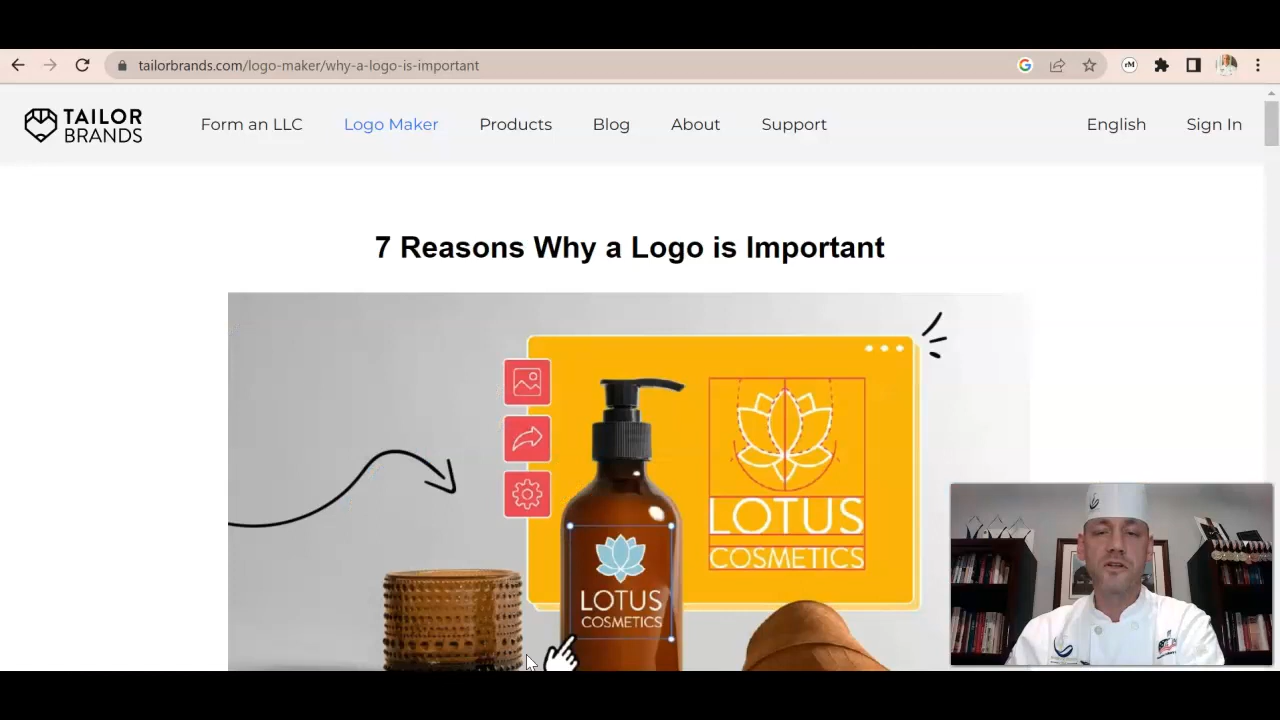 tailorbrands.com/logo-maker/why-a-logo-is-important
rM
TAILOR
BRANDS
Form an LLC
Logo Maker
Products
Blog
About
Support
English
Sign In
7 Reasons Why a Logo is Important
LOTUS
COSMETICS
LOTUS
COSMETICS